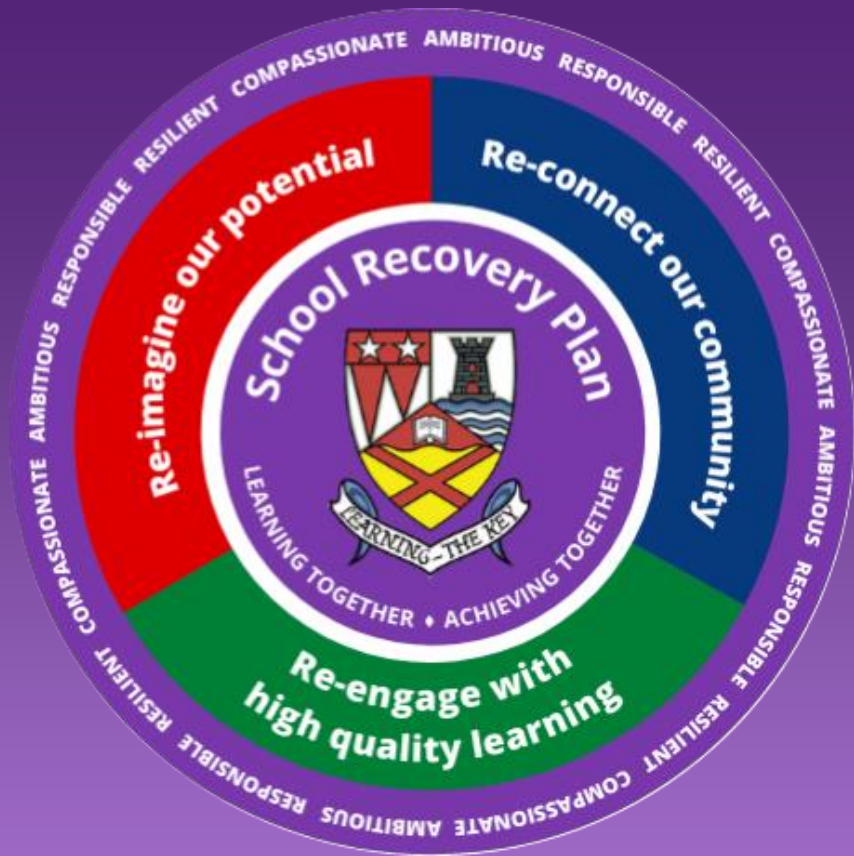 AMBITIOUS RESPONSIBLE RESILIENT COMPASSIONATE AMBITIOUS RESPONSIBLE RESILIENT COMPASSIONATE AMBITIOUS RESPONSIBLE RESILIENT COMPASSIONATE AMBITIOUS RESPONSIBLE RESILIENT COMPASSIONATE
Re-imagine our potential
Re-connect our community
School Recovery Plan
LEARNING-THE KEY
LEARNING TOGETHER ♦ ACHIEVING TOGETHER
Re-engage with
high quality learning